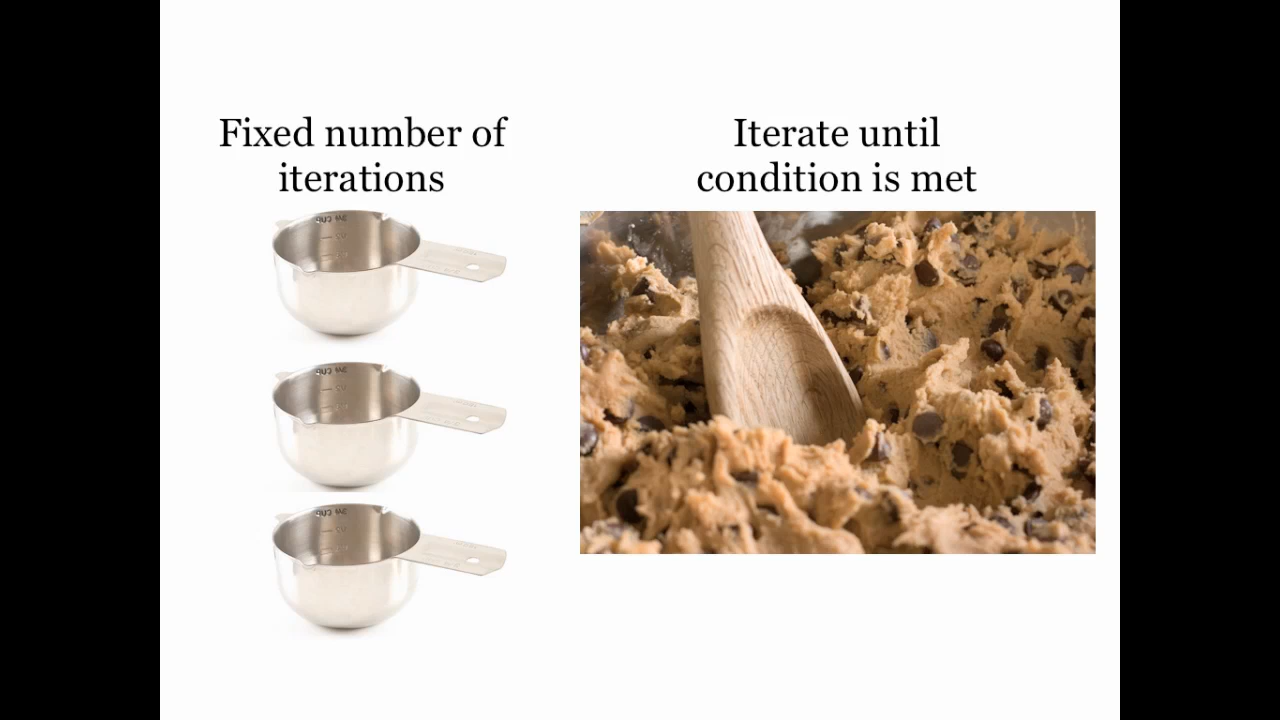 Fixed number of
iterations
Iterate until
condition is met